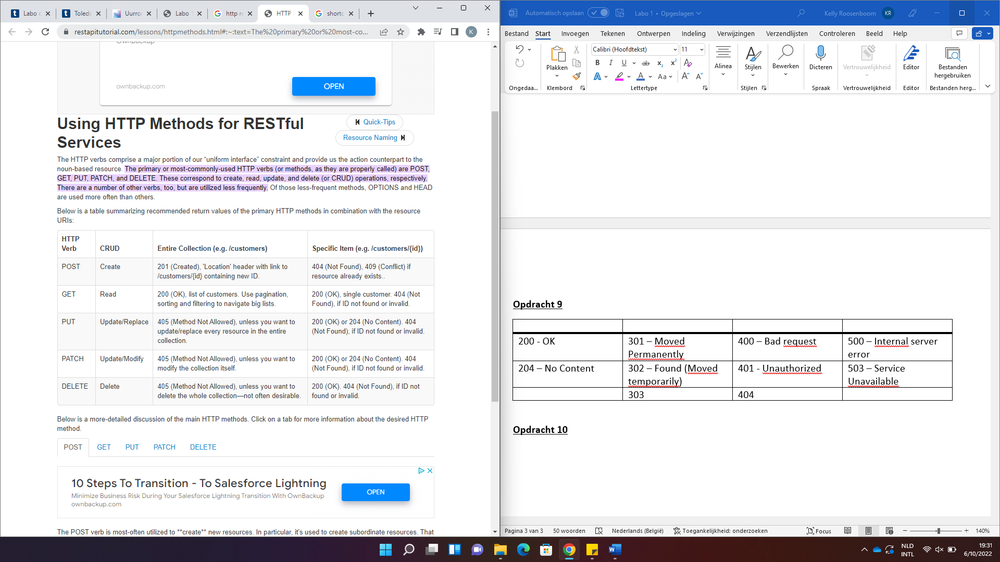 Labo
Toledo
Uurro
Labo
http re
HTTP
shortc
restapitutorial.com/lessons/httpmethods.html#:~:text=The%20primary%20or%20most-co...
K
OwnBackup
ownbackup.com
OPEN
Using HTTP Methods for RESTful
Services
Quick-Tips
Resource Naming
The HTTP verbs comprise a major portion of our “uniform interface” constraint and provide us the action counterpart to the
noun-based resource. The primary or most-commonly-used HTTP verbs (or methods, as they are properly called) are POST,
GET, PUT, PATCH, and DELETE. These correspond to create, read, update, and delete (or CRUD) operations, respectively.
There are a number of other verbs, too, but are utilized less frequently. Of those less-frequent methods, OPTIONS and HEAD
are used more often than others.
Below is a table summarizing recommended return values of the primary HTTP methods in combination with the resource
URIs:
HTTP
Verb
CRUD
Entire Collection (e.g. /customers)
Specific Item (e.g. /customers/{id})
POST
Create
201 (Created), 'Location' header with link to
/customers/{id} containing new ID.
404 (Not Found), 409 (Conflict) if
resource already exists..
GET
Read
200 (OK), list of customers. Use pagination,
sorting and filtering to navigate big lists.
200 (OK), single customer. 404 (Not
Found), if ID not found or invalid.
PUT
Update/Replace
405 (Method Not Allowed), unless you want to
update/replace every resource in the entire
collection.
200 (OK) or 204 (No Content). 404
(Not Found), if ID not found or invalid.
PATCH
Update/Modify
405 (Method Not Allowed), unless you want to
modify the collection itself.
200 (OK) or 204 (No Content). 404
(Not Found), if ID not found or invalid.
DELETE
Delete
405 (Method Not Allowed), unless you want to
delete the whole collection—not often desirable.
200 (OK). 404 (Not Found), if ID not
found or invalid.
Below is a more-detailed discussion of the main HTTP methods. Click on a tab for more information about the desired HTTP
method.
POST GET PUT PATCH DELETE
10 Steps To Transition - To Salesforce Lightning
Minimize Business Risk During Your Salesforce Lightning Transition With OwnBackup
ownbackup.com
OPEN
The POST verb is most-often utilized to **create** new resources. In particular, it's used to create subordinate resources. That
Automatisch opslaan
Labo 1 • Opgeslagen
Kelly Roosenboom
KR
Bestand Start Invoegen Tekenen Ontwerpen Indeling Verwijzingen Verzendlijsten Controleren Beeld Help
Calibri (Hoofdtekst)
11
Plakken
B I U ab x₂ x² A
A A Aa A A
Alinea
Stijlen
Bewerken
Dicteren
Vertrouwelijkheid
Editor
Bestanden
hergebruiken
Ongedaa... Klembord Lettertype Stijlen Spraak Vertrouwelijkheid Editor Bestanden herg...
Opdracht 9
200 - OK
301 – Moved
Permanently
400 – Bad request
500 – Internal server
error
204 – No Content
302 – Found (Moved
temporarily)
401 - Unauthorized
503 – Service
Unavailable
303
404
Opdracht 10
Pagina 3 van 3 50 woorden Nederlands (België) Toegankelijkheid: onderzoeken Focus 140%
NLD
INTL
19:31
6/10/2022